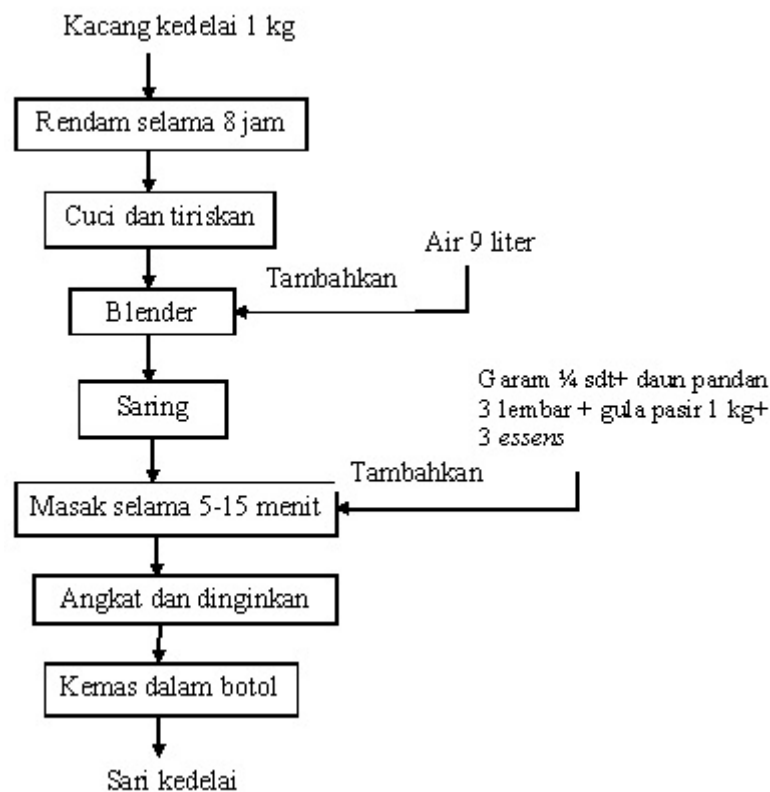 Kacang kedelai 1 kg
Rendam selama 8 jam
Cuci dan tiriskan
Air 9 liter
Tambahkan
Blender
Saring
Garam ¼ sdt+ daun pandan
3 lembar + gula pasir 1 kg+
3 essens
Tambahkan
Masak selama 5-15 menit
Angkat dan dinginkan
Kemas dalam botol
Sari kedelai